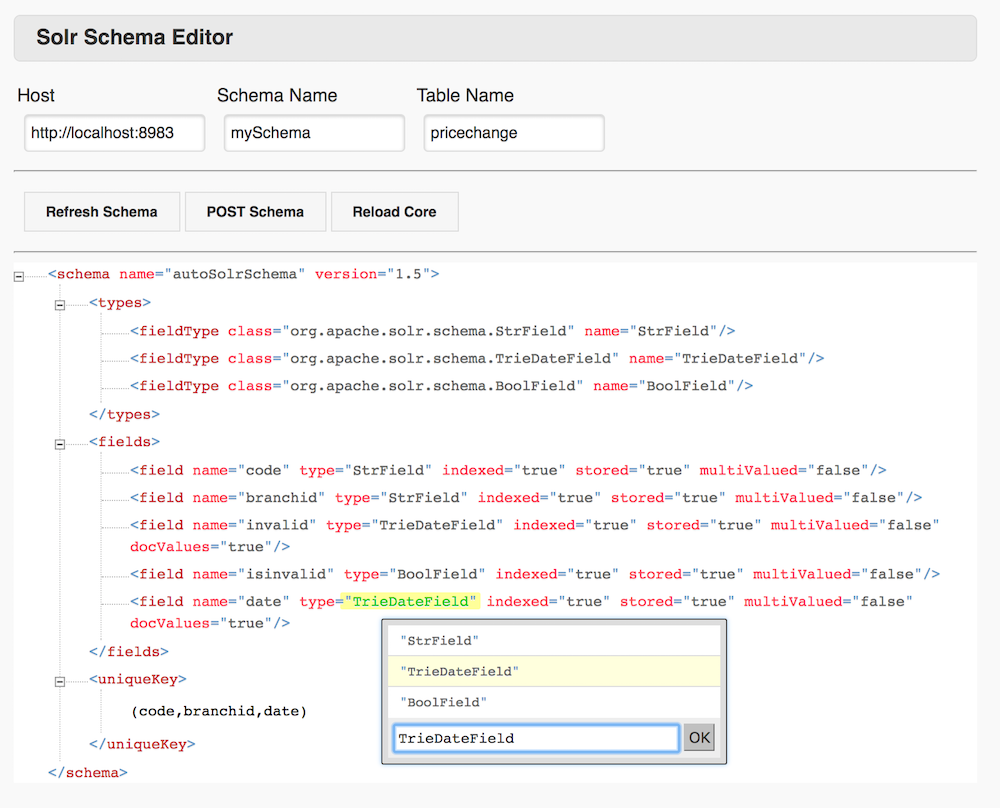 Solr Schema Editor
Host Schema Name Table Name
http://localhost:8983 mySchema pricechange
Refresh Schema POST Schema Reload Core
<schema name="autoSolrSchema" version="1.5">
<types>
<fieldType class="org.apache.solr.schema.StrField" name="StrField"/>
<fieldType class="org.apache.solr.schema.TrieDateField" name="TrieDateField"/>
<fieldType class="org.apache.solr.schema.BoolField" name="BoolField"/>
</types>
<fields>
<field name="code" type="StrField" indexed="true" stored="true" multiValued="false"/>
<field name="branchid" type="StrField" indexed="true" stored="true" multiValued="false"/>
<field name="invalid" type="TrieDateField" indexed="true" stored="true" multiValued="false"
docValues="true"/>
<field name="isinvalid" type="BoolField" indexed="true" stored="true" multiValued="false"/>
<field name="date" type="TrieDateField" indexed="true" stored="true" multiValued="false"
docValues="true"/>
"StrField"
"TrieDateField"
"BoolField"
TrieDateField OK
</fields>
<uniqueKey>
(code,branchid,date)
</uniqueKey>
</schema>